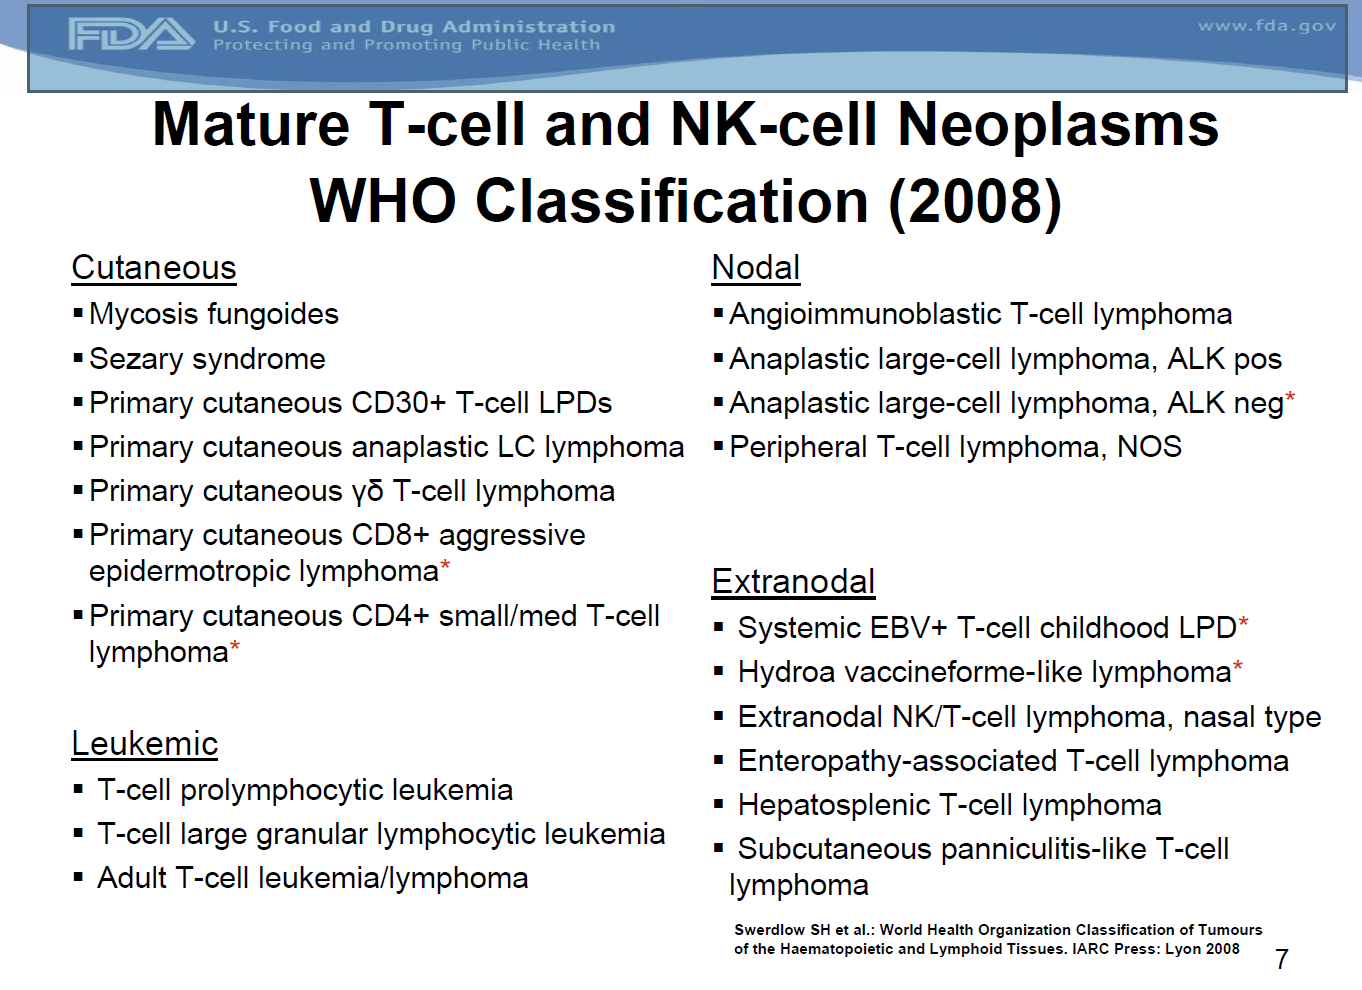 FDA U.S. Food and Drug Administration
Protecting and Promoting Public Health
www.fda.gov
Mature T-cell and NK-cell Neoplasms
WHO Classification (2008)
Cutaneous
▪ Mycosis fungoides
▪ Sezary syndrome
▪ Primary cutaneous CD30+ T-cell LPDs
▪ Primary cutaneous anaplastic LC lymphoma
▪ Primary cutaneous γδ T-cell lymphoma
▪ Primary cutaneous CD8+ aggressive
epidermotropic lymphoma*
▪ Primary cutaneous CD4+ small/med T-cell
lymphoma*
Leukemic
▪ T-cell prolymphocytic leukemia
▪ T-cell large granular lymphocytic leukemia
▪ Adult T-cell leukemia/lymphoma
Nodal
▪ Angioimmunoblastic T-cell lymphoma
▪ Anaplastic large-cell lymphoma, ALK pos
▪ Anaplastic large-cell lymphoma, ALK neg*
▪ Peripheral T-cell lymphoma, NOS
Extranodal
▪ Systemic EBV+ T-cell childhood LPD*
▪ Hydroa vaccineforme-like lymphoma*
▪ Extranodal NK/T-cell lymphoma, nasal type
▪ Enteropathy-associated T-cell lymphoma
▪ Hepatosplenic T-cell lymphoma
▪ Subcutaneous panniculitis-like T-cell
lymphoma
Swerdlow SH et al.: World Health Organization Classification of Tumours
of the Haematopoietic and Lymphoid Tissues. IARC Press: Lyon 2008
7